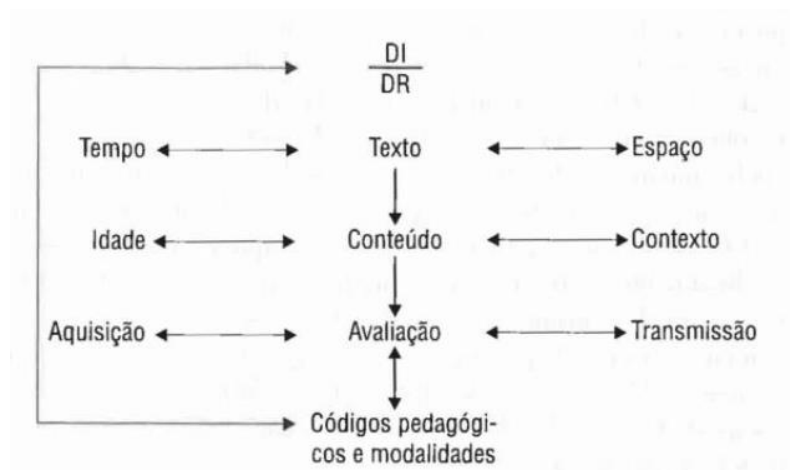 DI
DR
Tempo Texto Espaço
Idade Conteúdo Contexto
Aquisição Avaliação Transmissão
Códigos pedagógi-
cos e modalidades